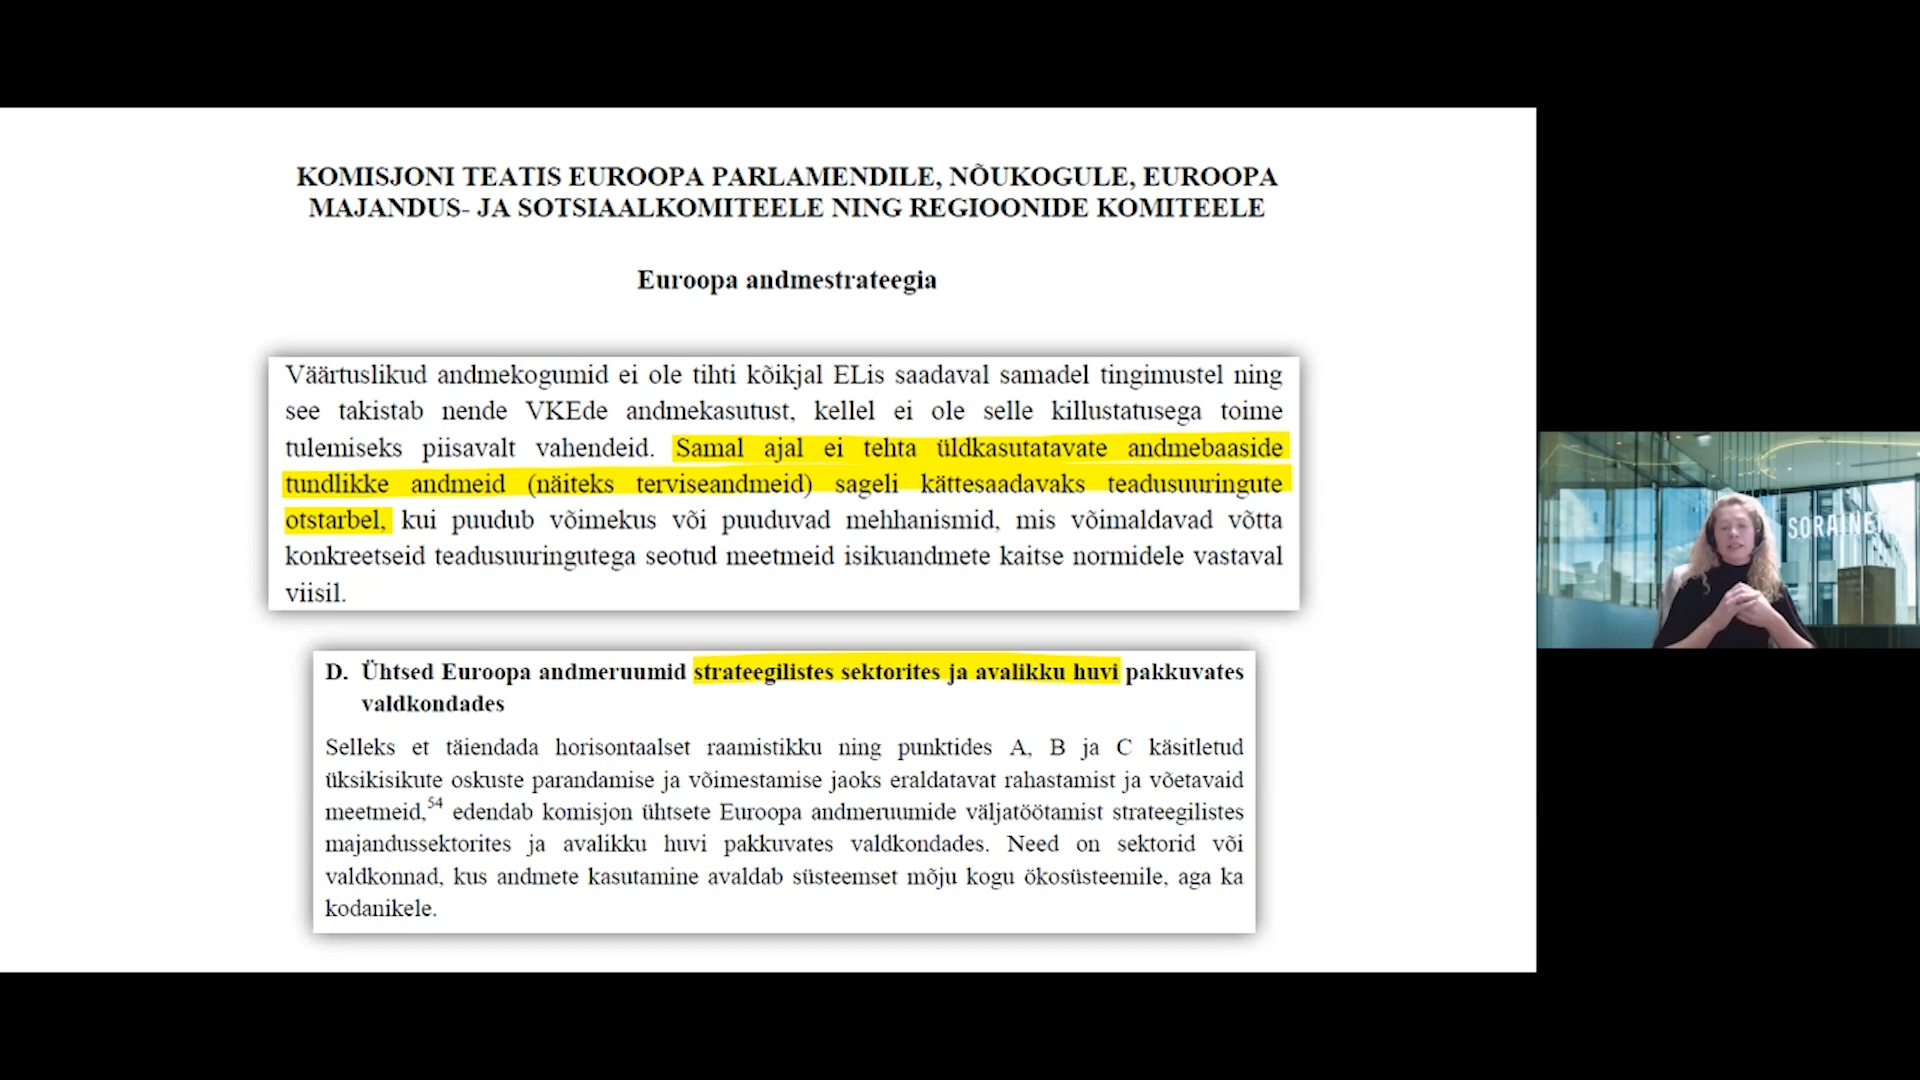 KOMISJONI TEATIS EUROOPA PARLAMENDILE, NÕUKOGULE, EUROOPA
MAJANDUS- JA SOTSIAALKOMITEELE NING REGIOONIDE KOMITEELE
Euroopa andmestrateegia
Väärtuslikud andmekogumid ei ole tihti kõikjal ELis saadaval samadel tingimustel ning
see takistab nende VKEde andmekasutust, kellel ei ole selle killustatusega toime
tulemiseks piisavalt vahendeid. Samal ajal ei tehta üldkasutatavate andmebaaside
tundlikke andmeid (näiteks terviseandmeid) sageli kättesaadavaks teadusuuringute
otstarbel, kui puudub võimekus või puuduvad mehhanismid, mis võimaldavad võtta
konkreetseid teadusuuringutega seotud meetmeid isikuandmete kaitse normidele vastaval
viisil.
D. Ühtsed Euroopa andmeruumid strateegilistes sektorites ja avalikku huvi pakkuvates
valdkondades
Selleks et täiendada horisontaalset raamistikku ning punktides A, B ja C käsitletud
üksikisikute oskuste parandamise ja võimestamise jaoks eraldatavat rahastamist ja võetavaid
meetmeid,54 edendab komisjon ühtsete Euroopa andmeruumide väljatöötamist strateegilistes
majandussektorites ja avalikku huvi pakkuvates valdkondades. Need on sektorid või
valdkonnad, kus andmete kasutamine avaldab süsteemset mõju kogu ökosüsteemile, aga ka
kodanikele.
SORAINEN